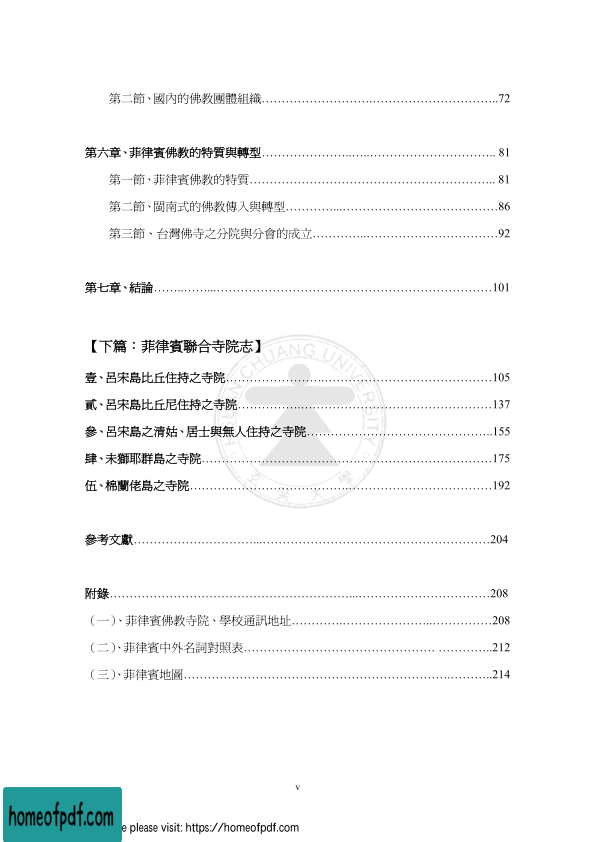 第二節、國內的佛教團體組織……………………….…………………………..72
第六章、菲律賓佛教的特質與轉型…………………..…..………………………….. 81
第一節、菲律賓佛教的特質…………………………………………………….. 81
第二節、閩南式的佛教傳入與轉型…………...…………………………………86
第三節、台灣佛寺之分院與分會的成立…………..……………………………92
第七章、結論……..……...……………………………………………………………101
【下篇：菲律賓聯合寺院志】
壹、呂宋島比丘住持之寺院…………………………………………………………105
貳、呂宋島比丘尼住持之寺院………………………………………………………137
參、呂宋島之清姑、居士與無人住持之寺院………………………………………..155
肆、未獅耶群島之寺院………………………………………………………………175
伍、棉蘭佬島之寺院…………………………………………………………………192
參考文獻…………………………...…………………………………………………204
附錄……………………………………………………...……………………………208
（一）、菲律賓佛教寺院、學校通訊地址………….…………………..……………208
（二）、菲律賓中外名詞對照表………………………………………… …………..212
（三）、菲律賓地圖………………………………………………………….………..214
HSUAN CHUANG UNIVERSITY
玄奘大學
v
homeofpdf.com
e please visit: https://homeofpdf.com